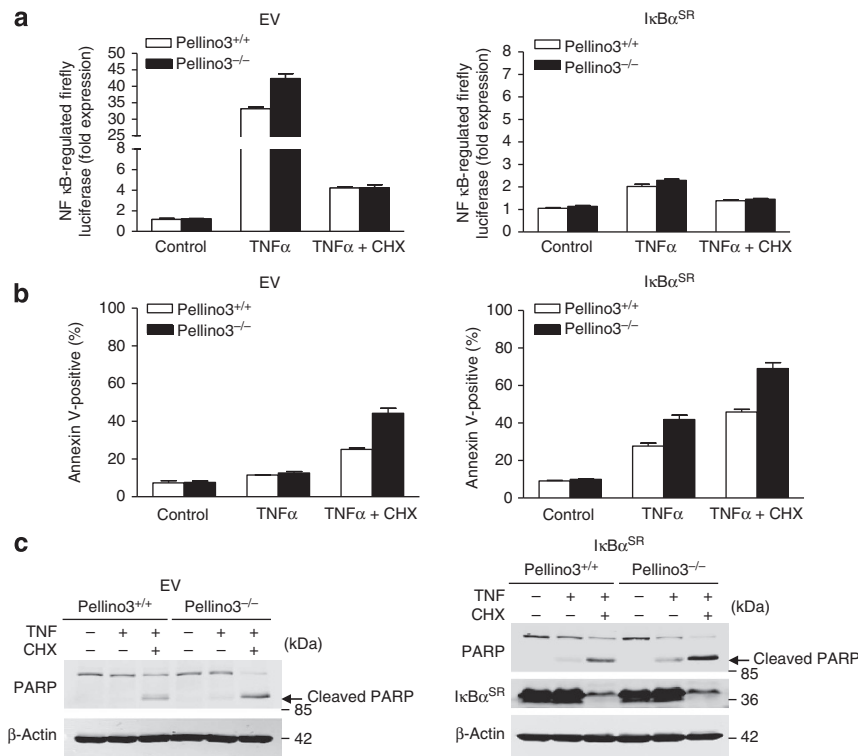 a
EV
NF κB-regulated firefly
luciferase (fold expression)
Pellino3+/+
Pellino3−/−
50
45
40
35
30
25
8
6
4
2
0
Control
TNFα
TNFα + CHX
IκBαSR
NF κB-regulated firefly
luciferase (fold expression)
Pellino3+/+
Pellino3−/−
8
7
6
5
4
3
2
1
0
Control
TNFα
TNFα + CHX
b
EV
Annexin V-positive (%)
Pellino3+/+
Pellino3−/−
100
80
60
40
20
0
Control
TNFα
TNFα + CHX
IκBαSR
Annexin V-positive (%)
Pellino3+/+
Pellino3−/−
100
80
60
40
20
0
Control
TNFα
TNFα + CHX
c
EV
Pellino3+/+ Pellino3−/−
TNF − + + − + +
CHX − − + − − + (kDa)
PARP
Cleaved PARP
85
β-Actin
42
IκBαSR
Pellino3+/+ Pellino3−/−
TNF − + + − + +
CHX − − + − − + (kDa)
PARP
Cleaved PARP
85
IκBαSR
36
β-Actin
42